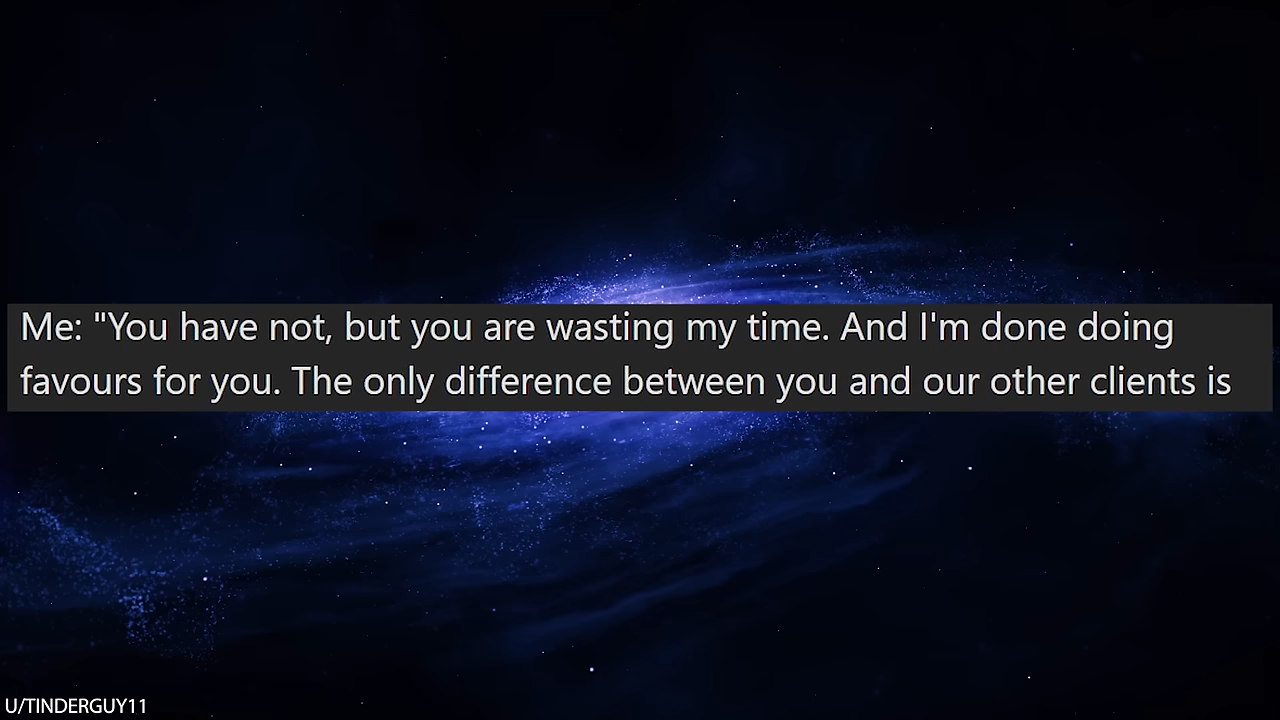 Me: "You have not, but you are wasting my time. And I'm done doing
favours for you. The only difference between you and our other clients is
U/TINDERGUY11